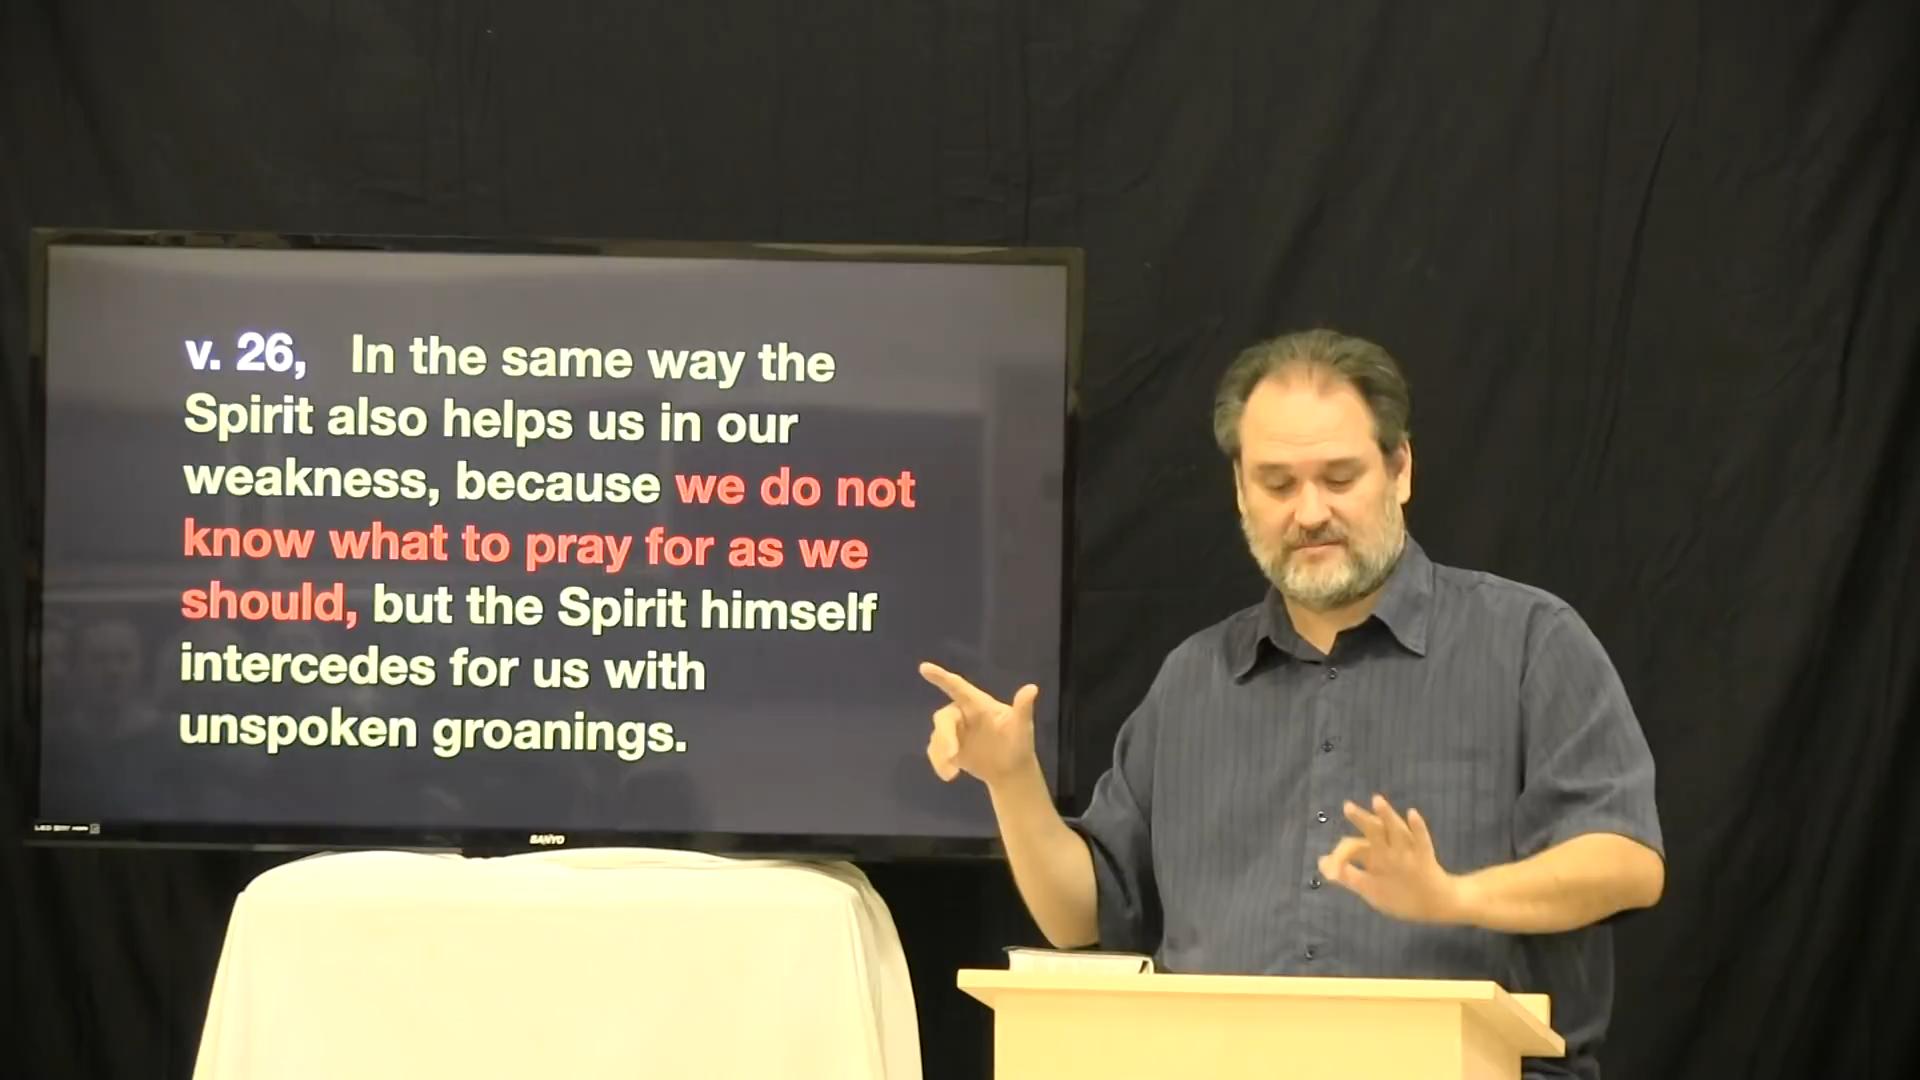 v. 26, In the same way the
Spirit also helps us in our
weakness, because we do not
know what to pray for as we
should, but the Spirit himself
intercedes for us with
unspoken groanings.
SANYO